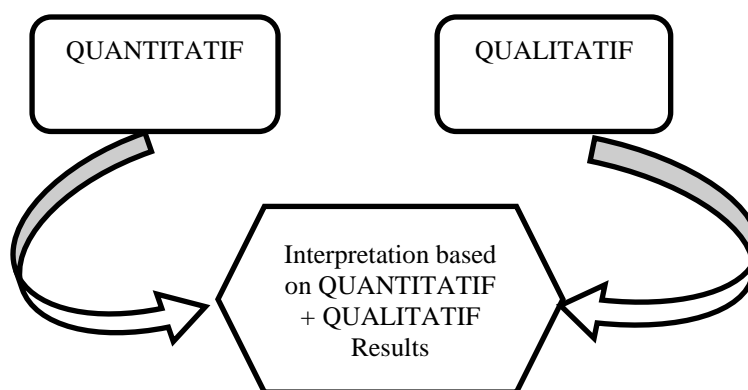 QUANTITATIF
QUALITATIF
Interpretation based
on QUANTITATIF
+ QUALITATIF
Results